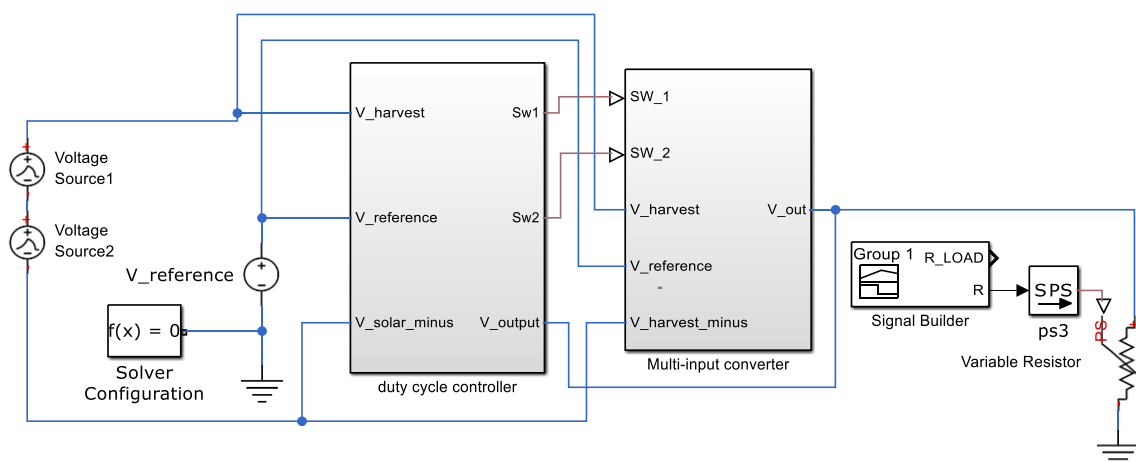 Voltage
Source1
Voltage
Source2
V_reference
f(x) = 0
Solver
Configuration
V_harvest
Sw1
V_reference
Sw2
V_solar_minus
V_output
duty cycle controller
SW_1
SW_2
V_harvest
V_out
V_reference
-
V_harvest_minus
Multi-input converter
Group 1
R_LOAD
R
Signal Builder
SPS
ps3
PS
Variable Resistor